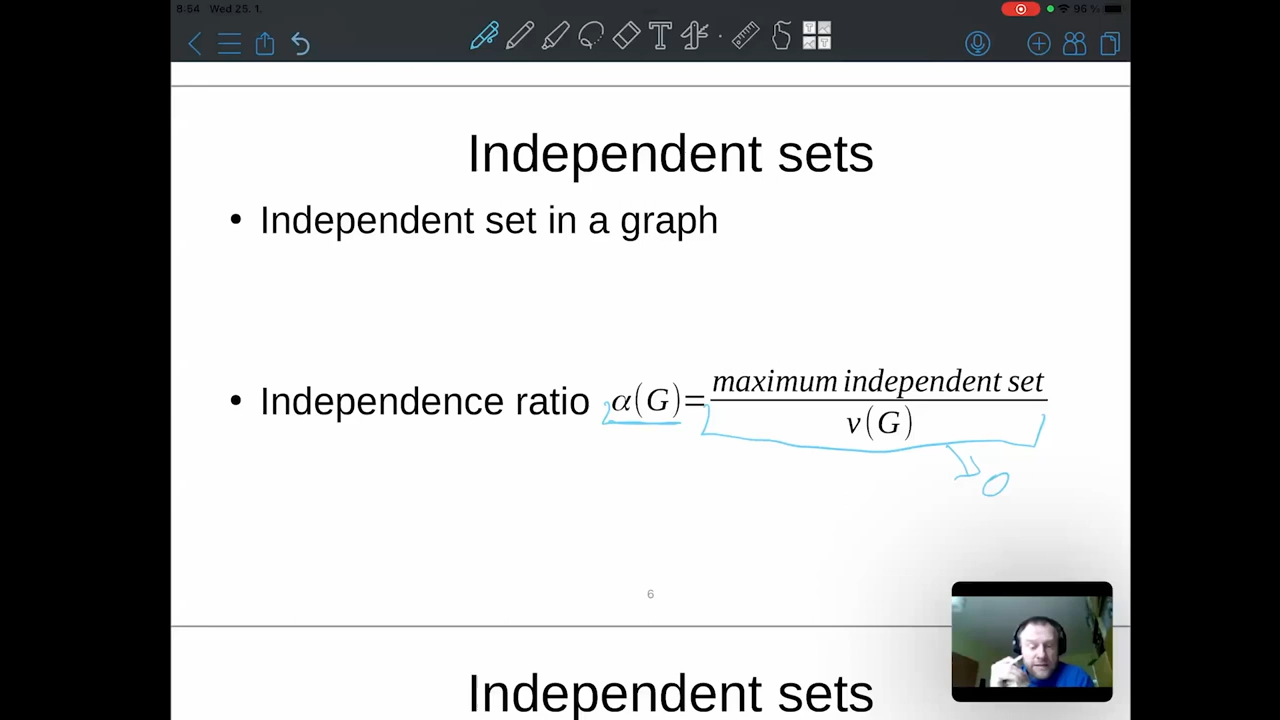 8:54 Wed 25. 1.
96 %
Independent sets
• Independent set in a graph
• Independence ratio α(G)= maximum independent set
v(G)
0
6
Independent sets